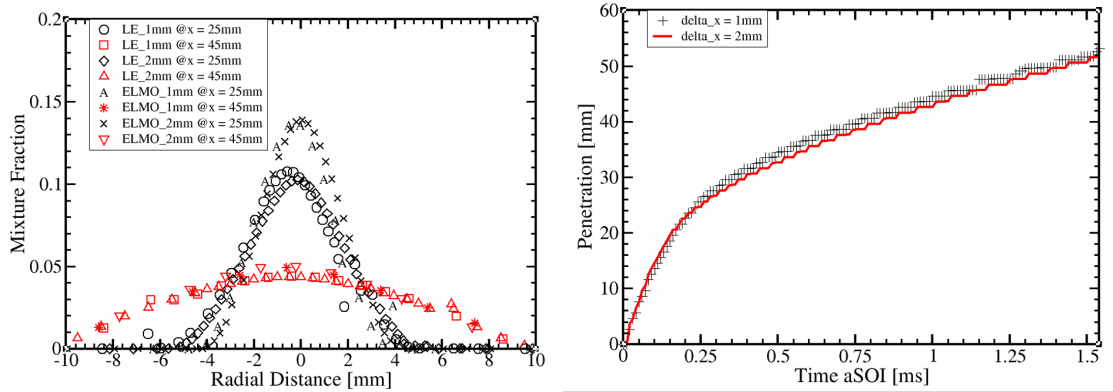 LE_1mm @x = 25mm
LE_1mm @x = 45mm
LE_2mm @x = 25mm
LE_2mm @x = 45mm
A ELMO_1mm @x = 25mm
ELMO_1mm @x = 45mm
ELMO_2mm @x = 25mm
ELMO_2mm @x = 45mm
0.2
0.15
0.1
0.05
0
Mixture Fraction
-10 -8 -6 -4 -2 0 2 4 6 8 10
Radial Distance [mm]
delta_x = 1mm
delta_x = 2mm
60
50
40
30
20
10
0
Penetration [mm]
0 0.25 0.5 0.75 1 1.25 1.5
Time aSOI [ms]